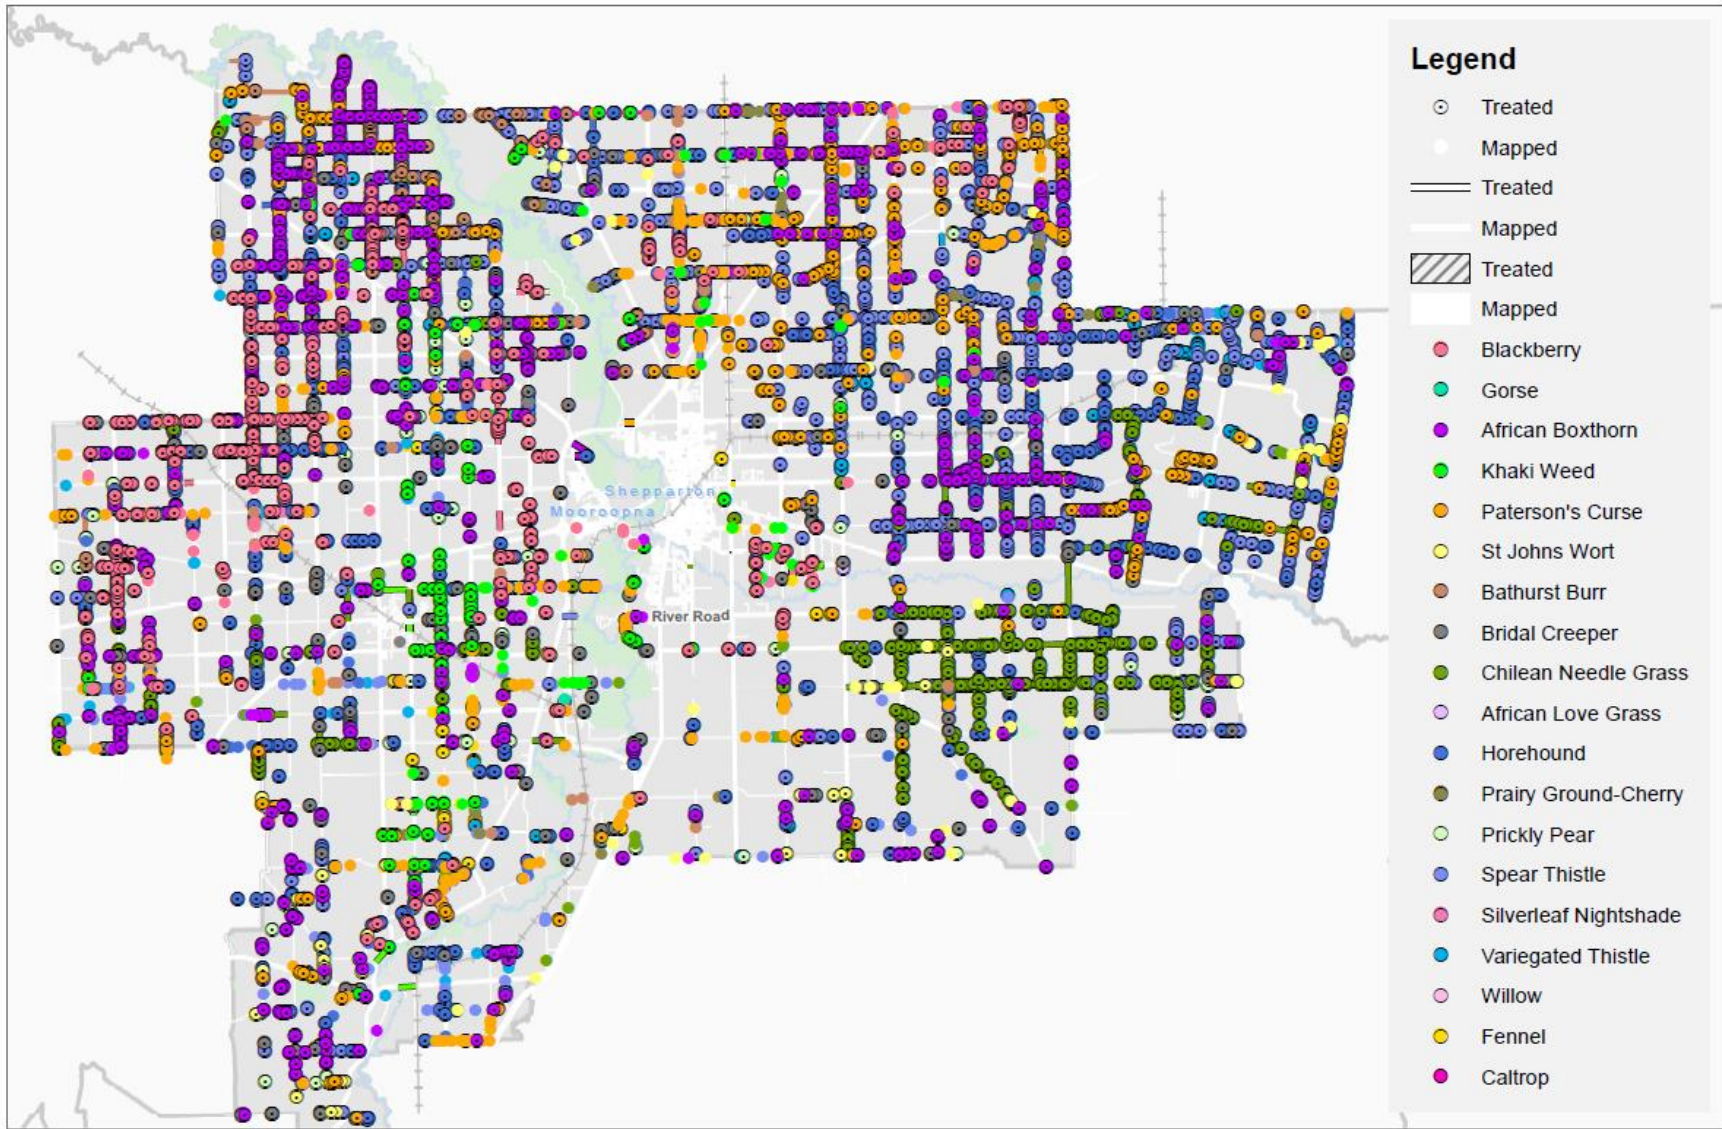 Legend
Treated
Mapped
Treated
Mapped
Treated
Mapped
Blackberry
Gorse
African Boxthorn
Khaki Weed
Paterson's Curse
St Johns Wort
Bathurst Burr
Bridal Creeper
Chilean Needle Grass
African Love Grass
Horehound
Prairy Ground-Cherry
Prickly Pear
Spear Thistle
Silverleaf Nightshade
Variegated Thistle
Willow
Fennel
Caltrop
Shepparton
Mooroopna
River Road